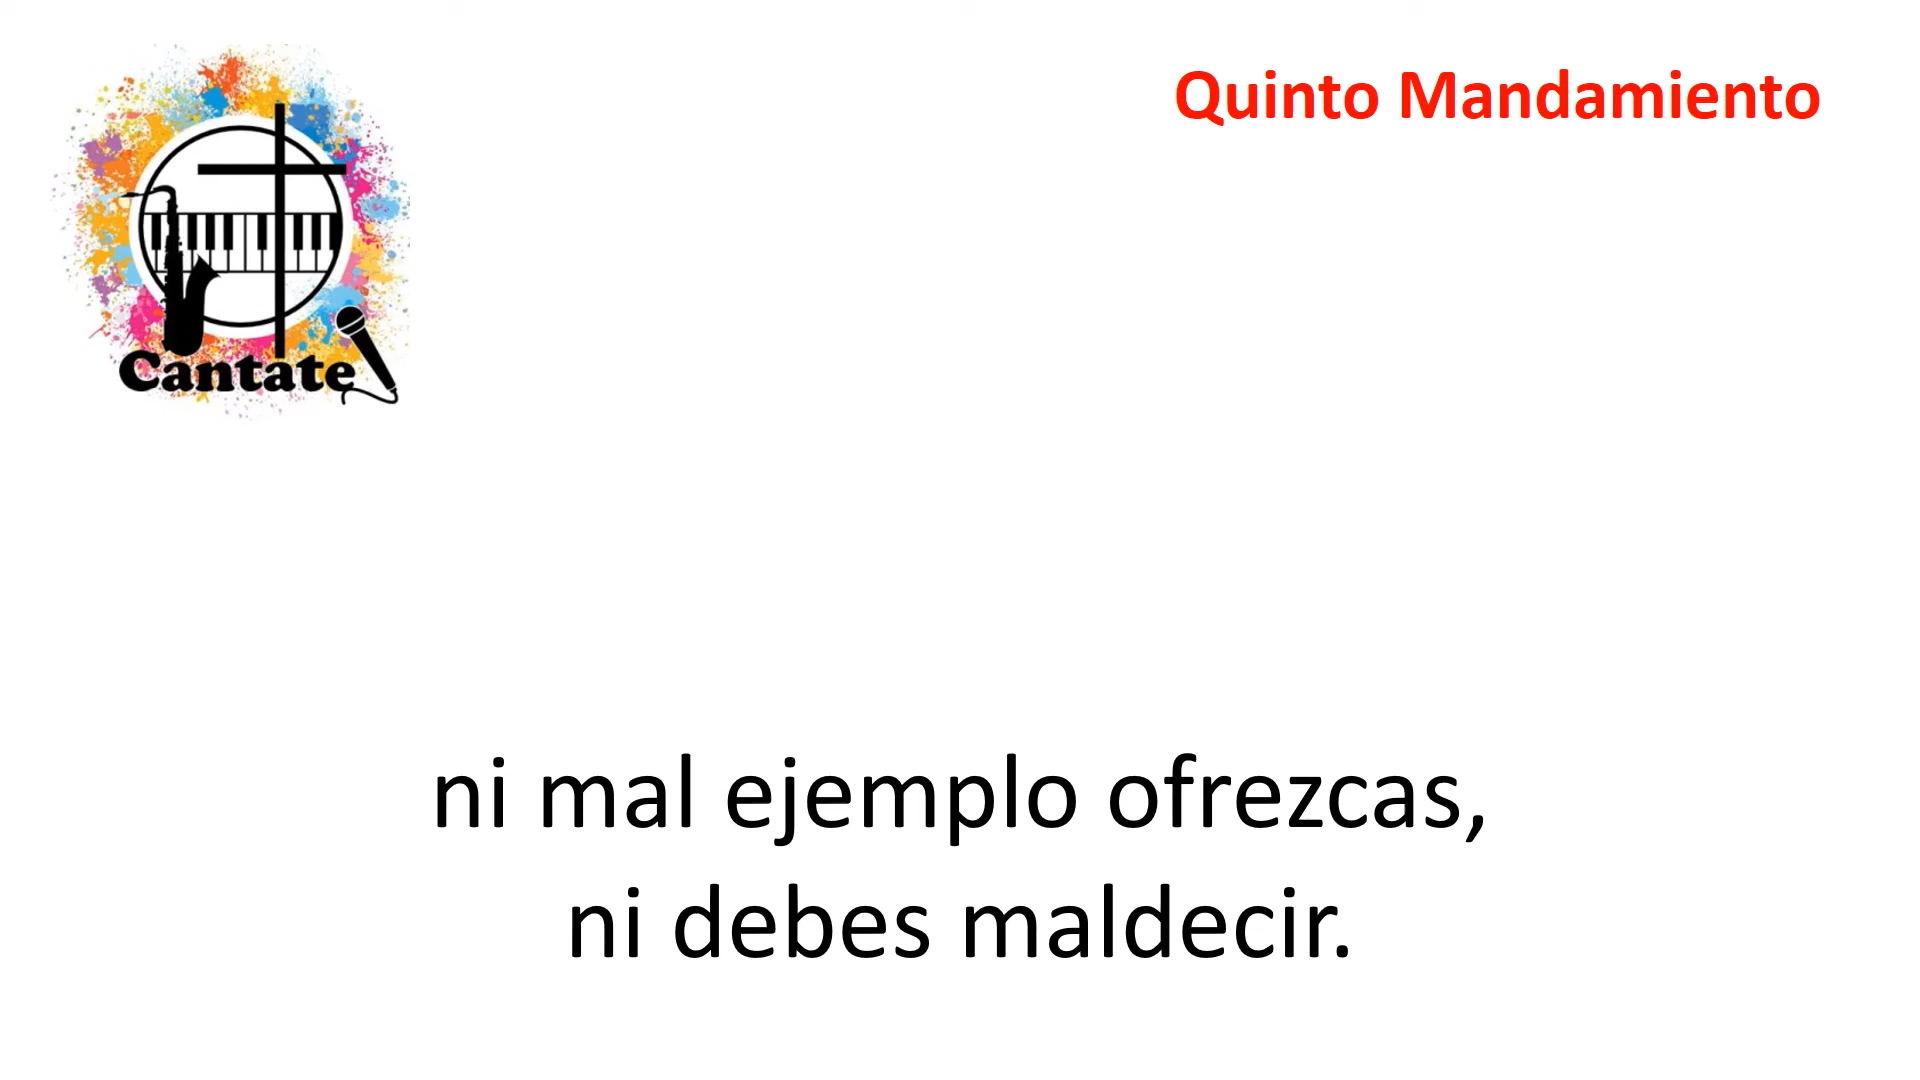 Quinto Mandamiento
Cantate
ni mal ejemplo ofrezcas,
ni debes maldecir.